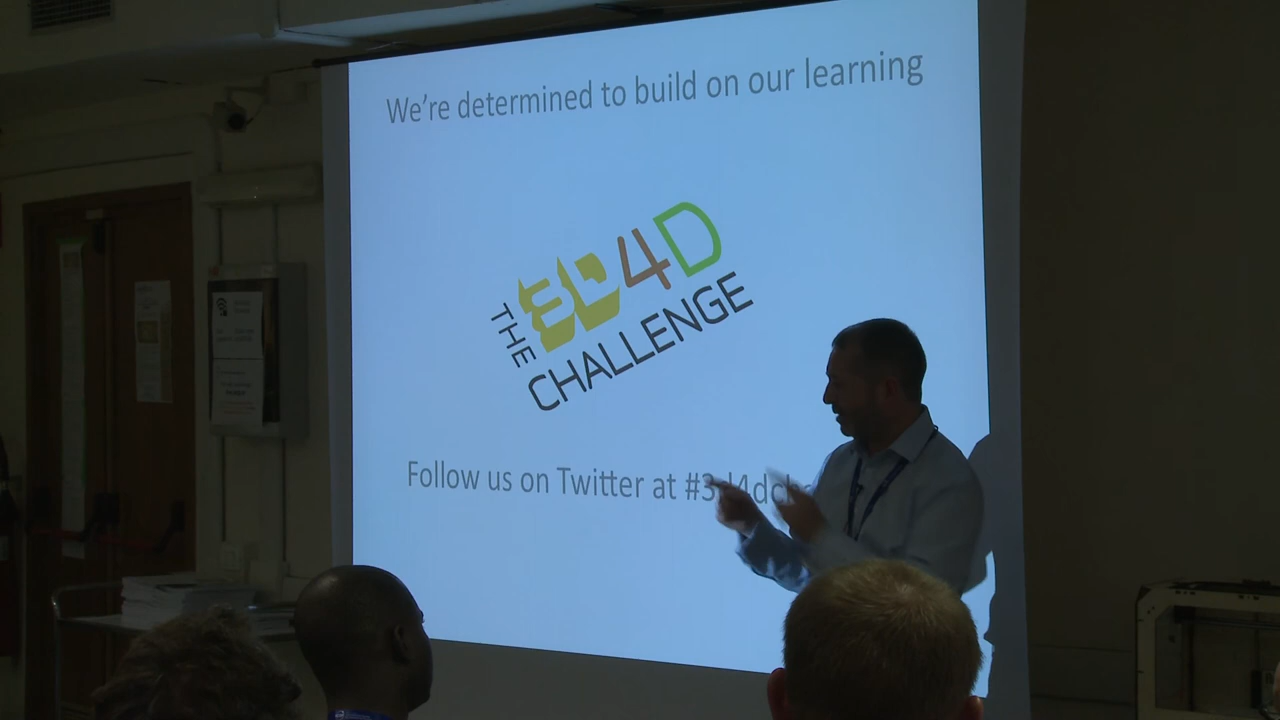 We're determined to build on our learning
THE 3D4D
CHALLENGE
Follow us on Twitter at